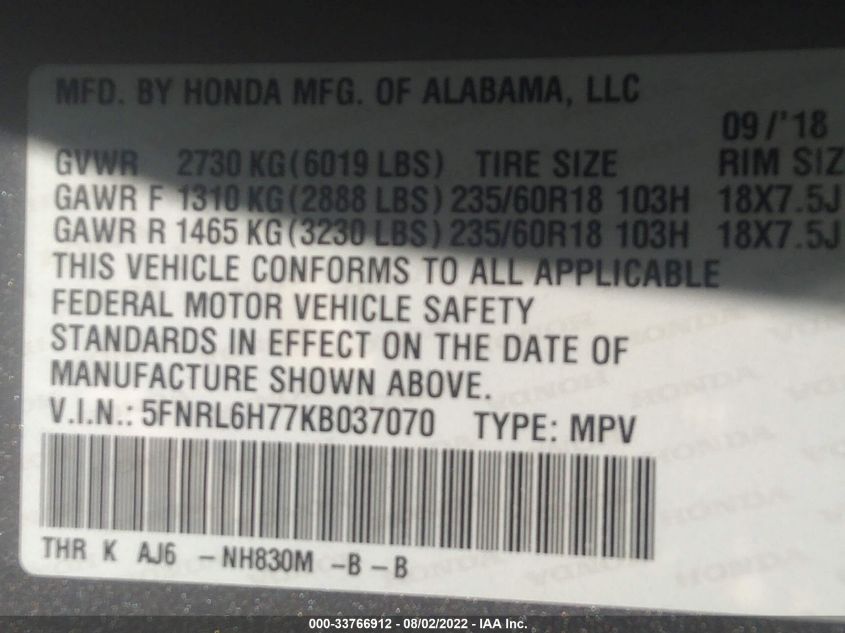 MFD. BY HONDA MFG. OF ALABAMA, LLC
09/'18
GVWR 2730 KG(6019 LBS) TIRE SIZE RIM SIZ
GAWR F 1310 KG(2888 LBS) 235/60R18 103H 18X7.5J
GAWR R 1465 KG(3230 LBS) 235/60R18 103H 18X7.5J
THIS VEHICLE CONFORMS TO ALL APPLICABLE
FEDERAL MOTOR VEHICLE SAFETY
STANDARDS IN EFFECT ON THE DATE OF
MANUFACTURE SHOWN ABOVE.
V.I.N.: 5FNRL6H77KB037070 TYPE: MPV
THR K AJ6 -NH830M -B-B
000-33766912 - 08/02/2022 - IAA Inc.